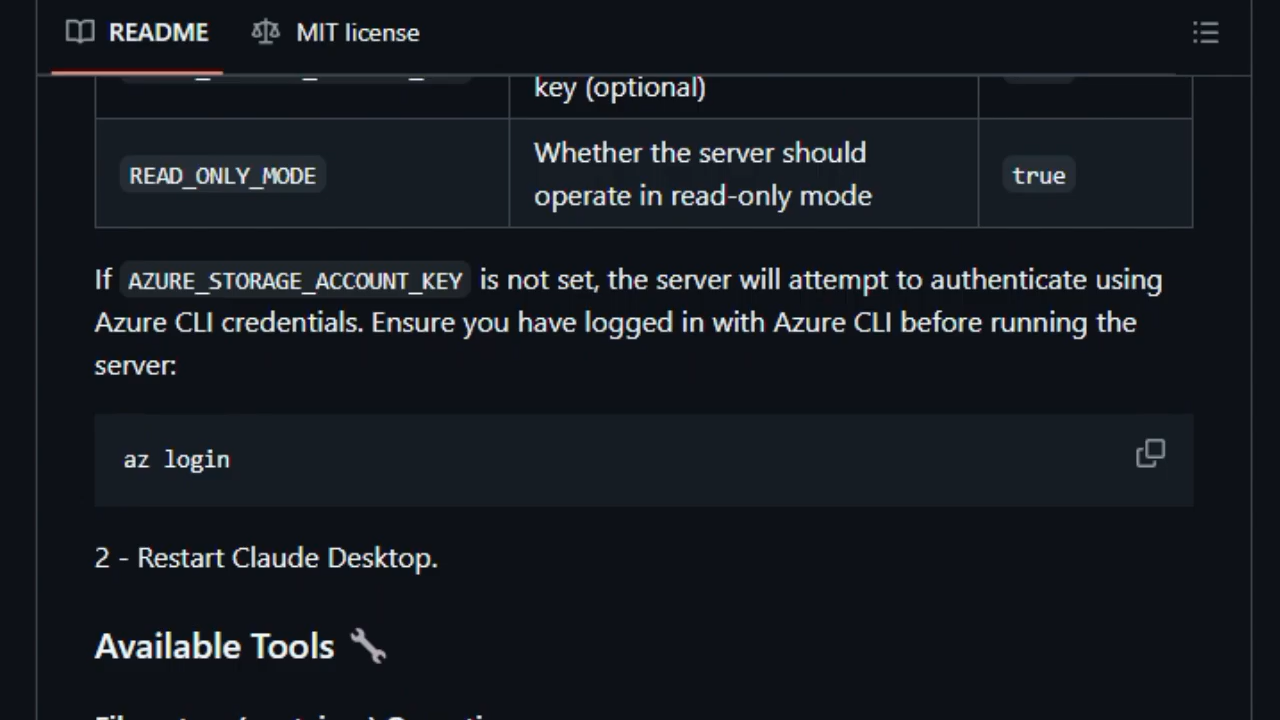 README
MIT license
key (optional)
READ_ONLY_MODE
Whether the server should
operate in read-only mode
true
If AZURE_STORAGE_ACCOUNT_KEY is not set, the server will attempt to authenticate using
Azure CLI credentials. Ensure you have logged in with Azure CLI before running the
server:
az login
2 - Restart Claude Desktop.
Available Tools